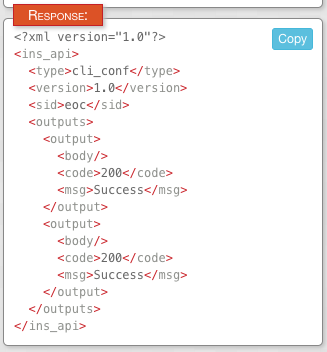 RESPONSE:
Copy
<?xml version="1.0"?>
<ins_api>
  <type>cli_conf</type>
  <version>1.0</version>
  <sid>eoc</sid>
  <outputs>
    <output>
      <body/>
      <code>200</code>
      <msg>Success</msg>
    </output>
    <output>
      <body/>
      <code>200</code>
      <msg>Success</msg>
    </output>
  </outputs>
</ins_api>